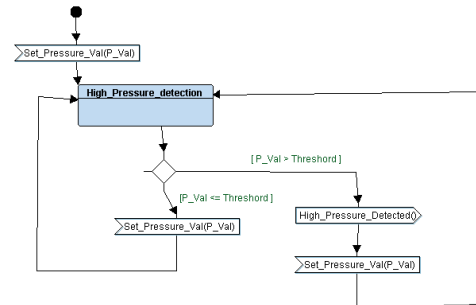 Set_Pressure_Val(P_Val)
High_Pressure_detection
[ P_Val > Threshord ]
[P_Val <= Threshord ]
High_Pressure_Detected()
Set_Pressure_Val(P_Val)
Set_Pressure_Val(P_Val)